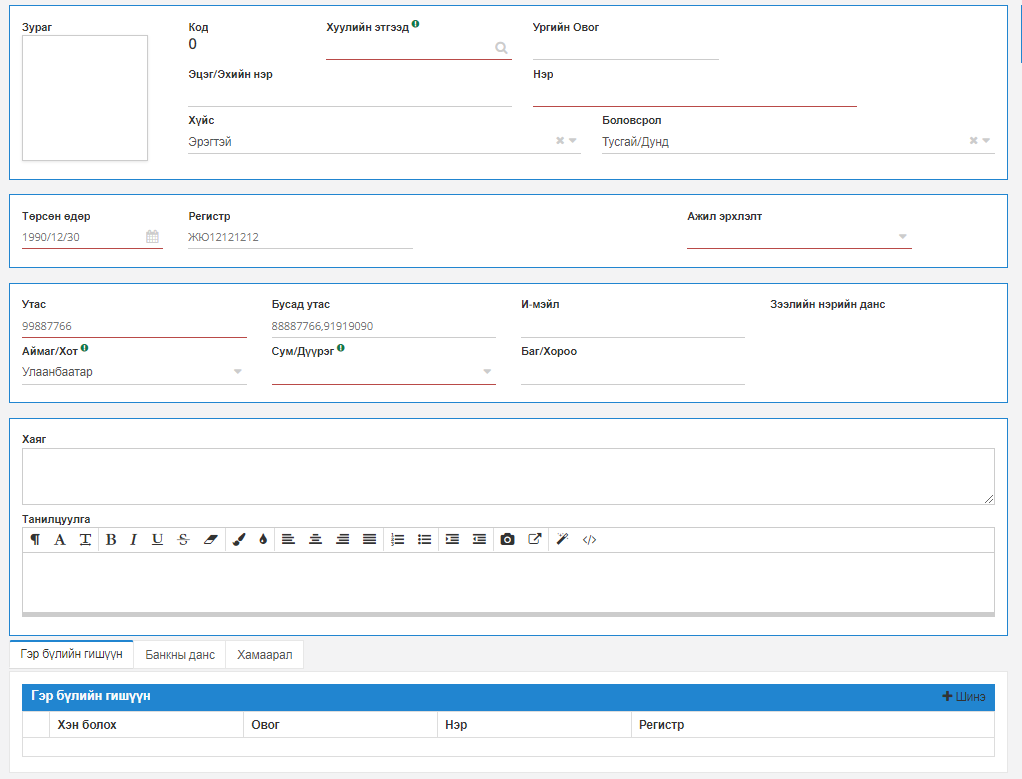 Зураг Код Хуулийн этгээд Ургийн Овог
0
Эцэг/Эхийн нэр Нэр
Хүйс Боловсрол
Эрэгтэй Тусгай/Дунд
Төрсөн өдөр Регистр Ажил эрхлэлт
1990/12/30 ЖЮ12121212
Утас Бусад утас И-мэйл Зээлийн нэрийн данс
99887766 88887766,91919090
Аймаг/Хот Сум/Дүүрэг Баг/Хороо
Улаанбаатар
Хаяг
Танилцуулга
Гэр бүлийн гишүүн Банкны данс Хамаарал
Гэр бүлийн гишүүн Шинэ
Хэн болох Овог Нэр Регистр